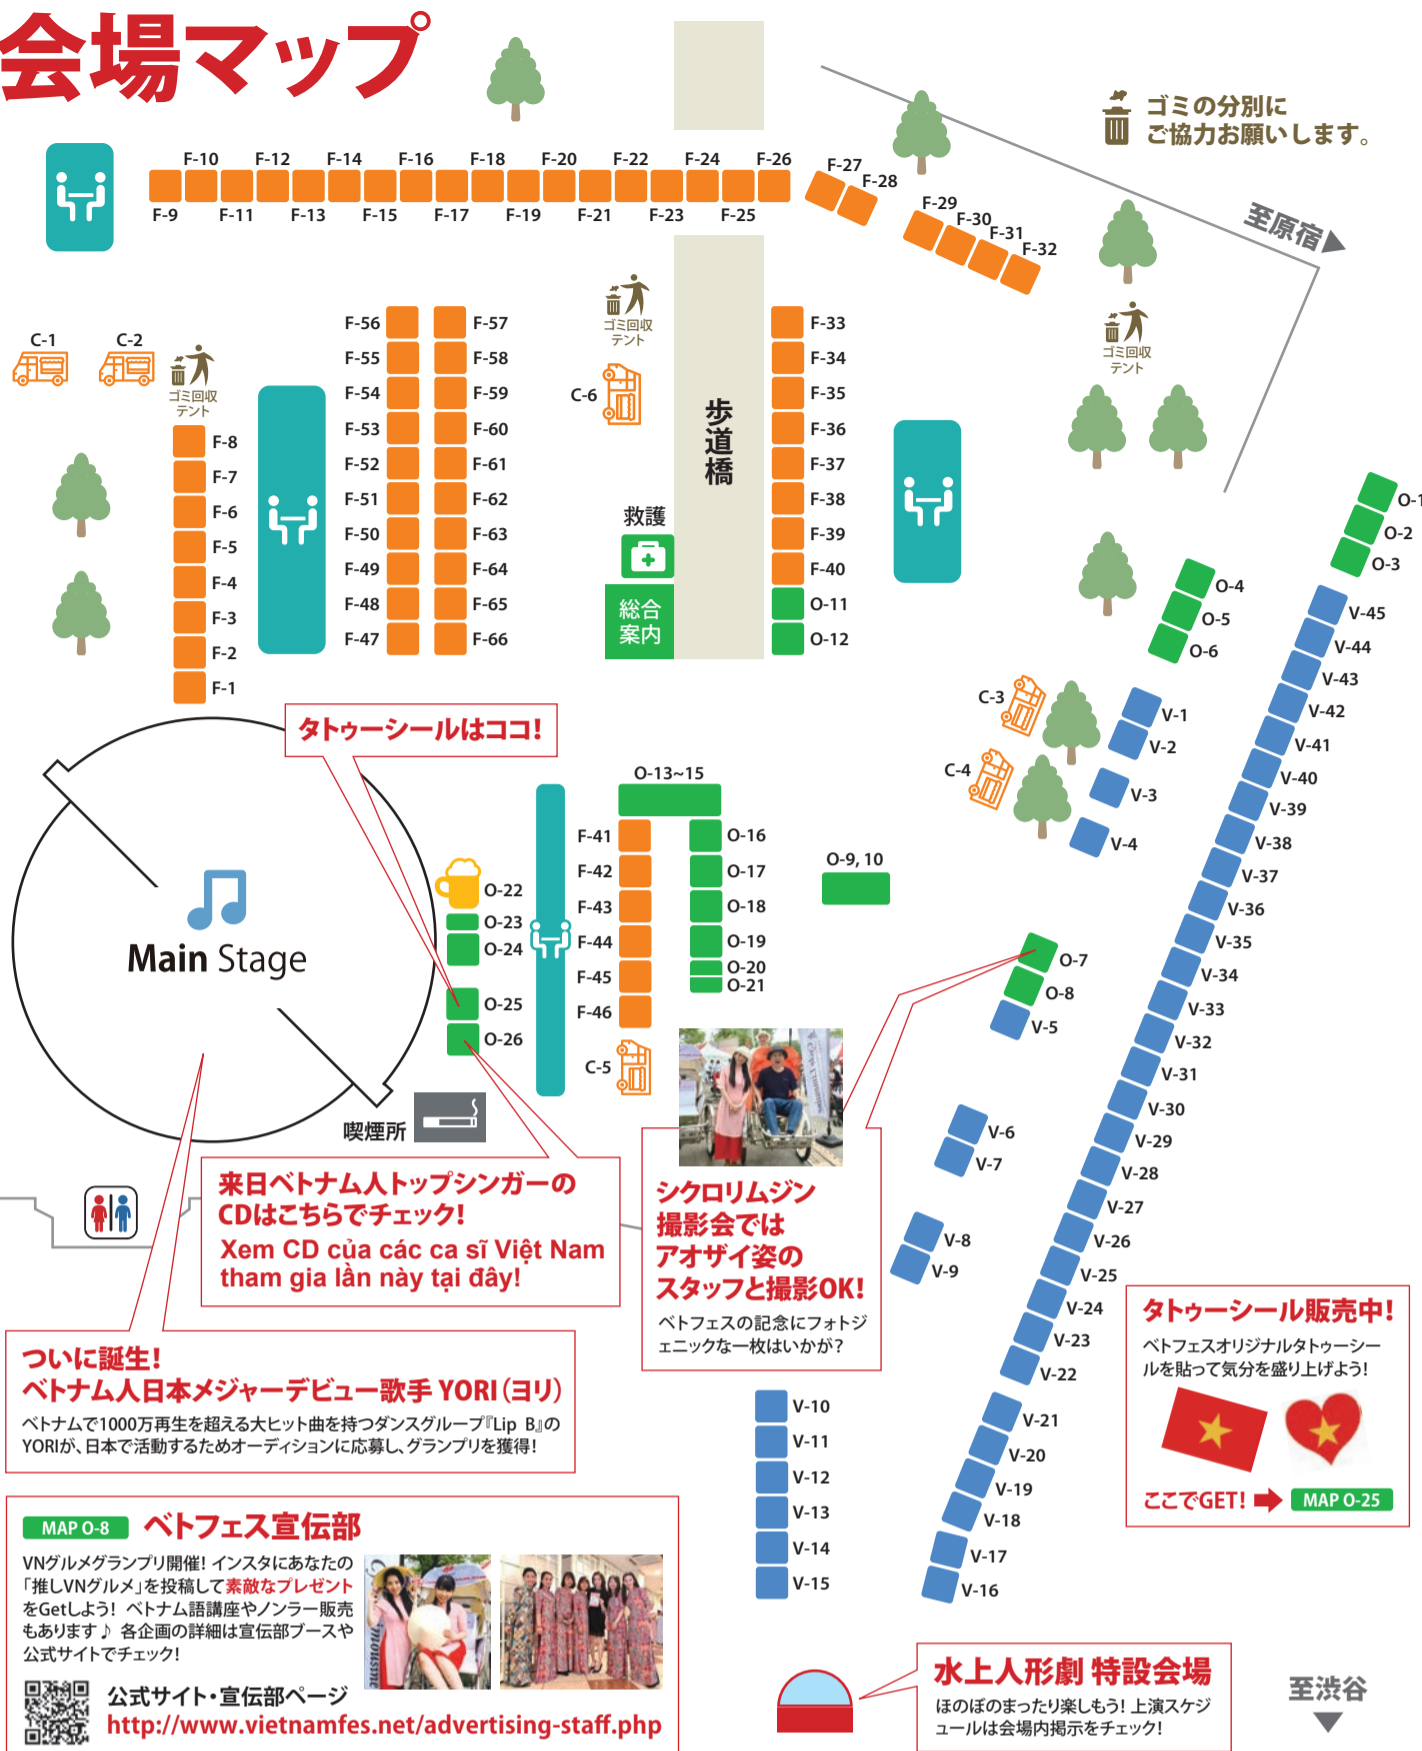 会場マップ
ゴミの分別に
ご協力お願いします。
F-10 F-12 F-14 F-16 F-18 F-20 F-22 F-24 F-26
F-9 F-11 F-13 F-15 F-17 F-19 F-21 F-23 F-25
F-27
F-28
F-29
F-30
F-31
F-32
至原宿
C-1
C-2
ゴミ回収
テント
F-8
F-7
F-6
F-5
F-4
F-3
F-2
F-1
F-56
F-55
F-54
F-53
F-52
F-51
F-50
F-49
F-48
F-47
F-57
F-58
F-59
F-60
F-61
F-62
F-63
F-64
F-65
F-66
ゴミ回収
テント
C-6
歩道橋
救護
総合
案内
F-33
F-34
F-35
F-36
F-37
F-38
F-39
F-40
O-11
O-12
ゴミ回収
テント
O-1
O-2
O-3
O-4
O-5
O-6
V-45
V-44
V-43
V-42
V-41
V-40
V-39
V-38
V-37
V-36
V-35
V-34
V-33
V-32
V-31
V-30
V-29
V-28
V-27
V-26
V-25
V-24
V-23
V-22
V-21
V-20
V-19
V-18
V-17
V-16
C-3
C-4
V-1
V-2
V-3
V-4
タトゥーシールはココ!
Main Stage
O-22
O-23
O-24
O-25
O-26
O-13~15
F-41
F-42
F-43
F-44
F-45
F-46
C-5
O-16
O-17
O-18
O-19
O-20
O-21
O-9, 10
O-7
O-8
V-5
V-6
V-7
V-8
V-9
喫煙所
来日ベトナム人トップシンガーの
CDはこちらでチェック!
Xem CD của các ca sĩ Việt Nam
tham gia lần này tại đây!
シクロリムジン
撮影会では
アオザイ姿の
スタッフと撮影OK!
ベトフェスの記念にフォトジ
ェニックな一枚はいかが?
ついに誕生!
ベトナム人日本メジャーデビュー歌手 YORI(ヨリ)
ベトナムで1000万再生を超える大ヒット曲を持つダンスグループ『Lip B』の
YORIが、日本で活動するためオーディションに応募し、グランプリを獲得!
タトゥーシール販売中!
ベトフェスオリジナルタトゥーシー
ルを貼って気分を盛り上げよう!
ここでGET! MAP O-25
V-10
V-11
V-12
V-13
V-14
V-15
MAP O-8 ベトフェス宣伝部
VNグルメグランプリ開催! インスタにあなたの
「推しVNグルメ」を投稿して素敵なプレゼント
をGetしよう! ベトナム語講座やノンラー販売
もあります♪ 各企画の詳細は宣伝部ブースや
公式サイトでチェック!
公式サイト・宣伝部ページ
http://www.vietnamfes.net/advertising-staff.php
水上人形劇 特設会場
ほのぼのまったり楽しもう! 上演スケジ
ュールは会場内掲示をチェック!
至渋谷